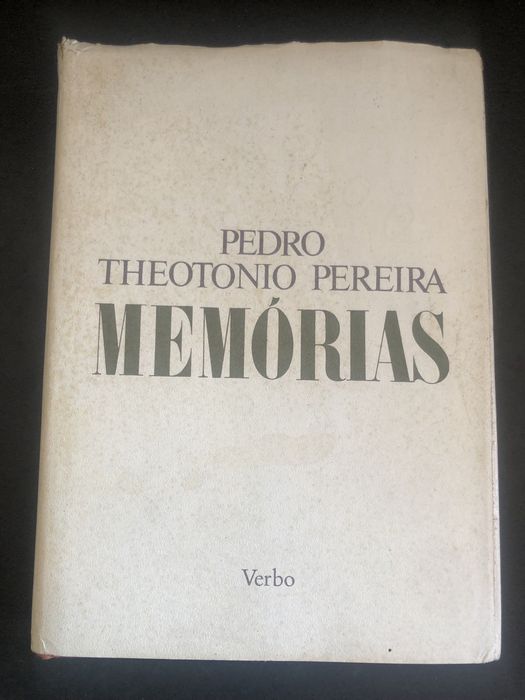 PEDRO
THEOTONIO PEREIRA
MEMÓRIAS
Verbo